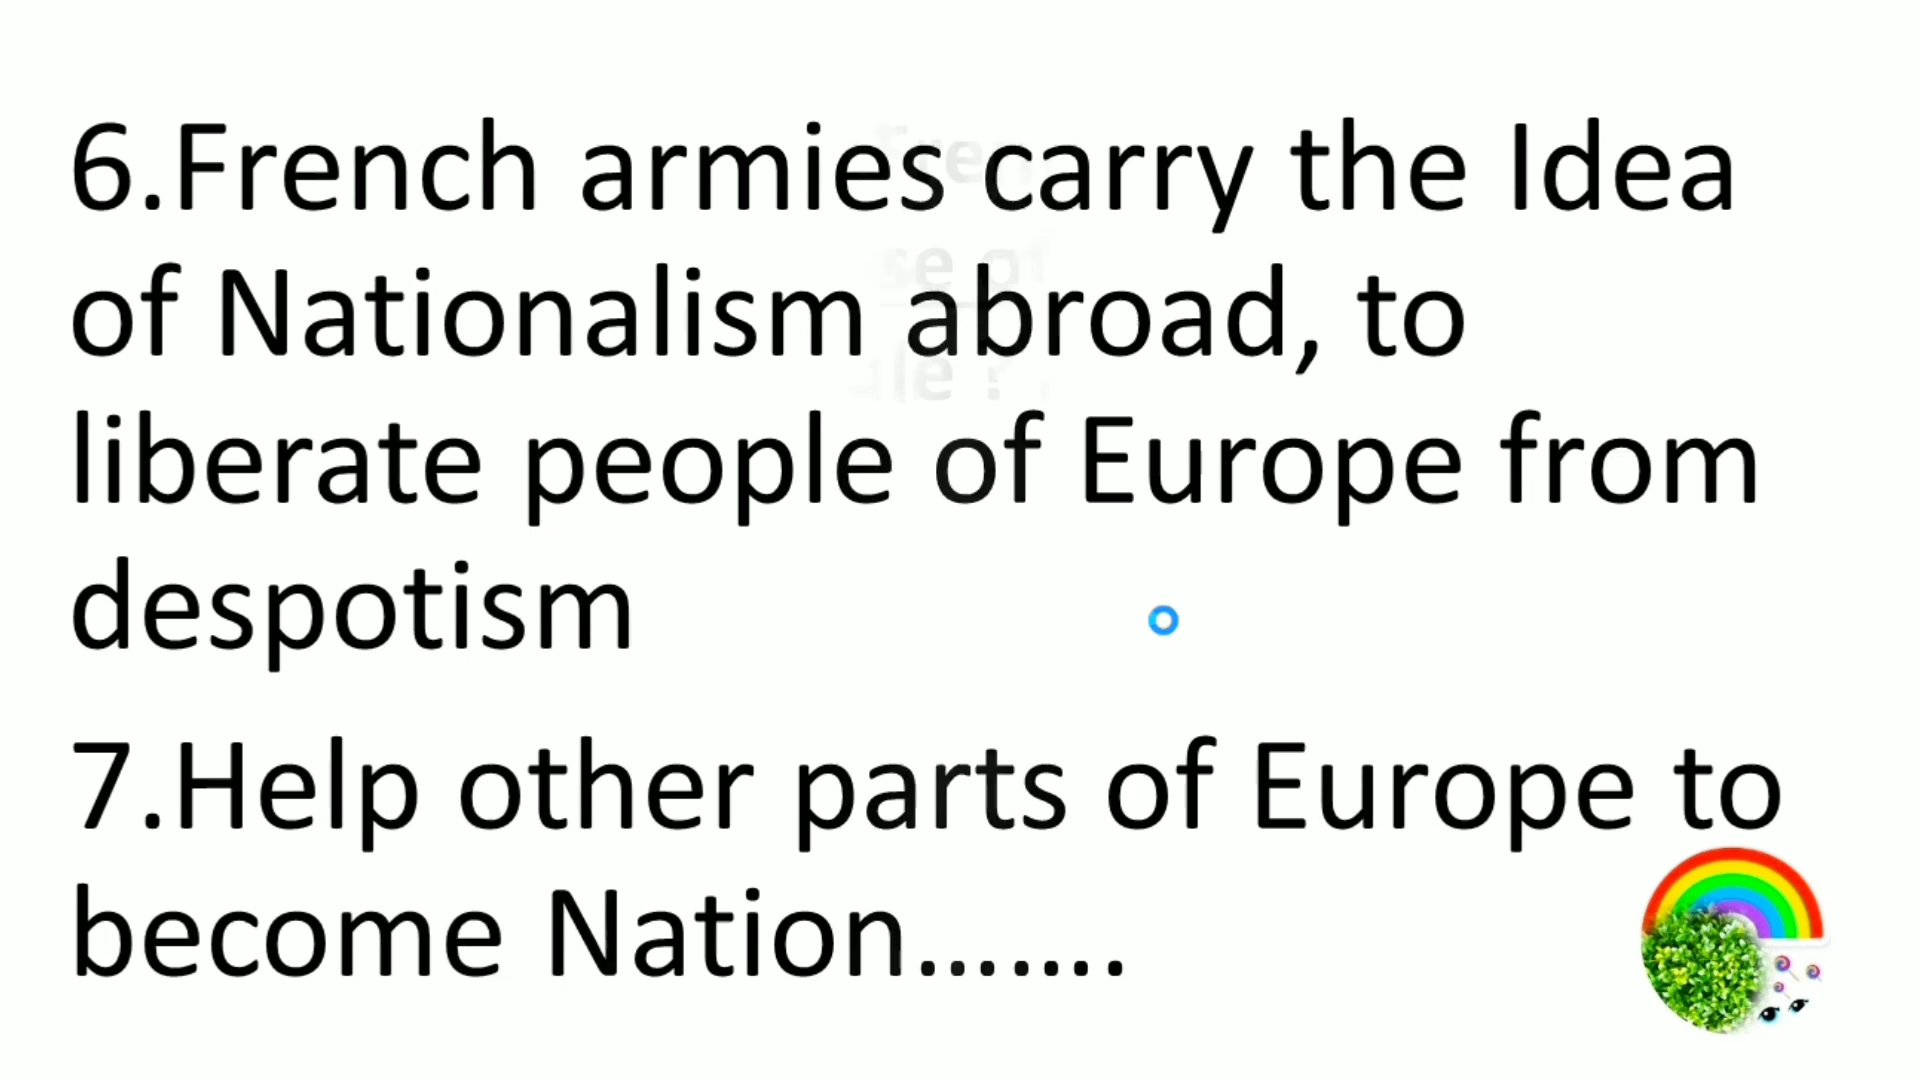 6.French armies carry the Idea
of Nationalism abroad, to
liberate people of Europe from
despotism
7.Help other parts of Europe to
become Nation.......